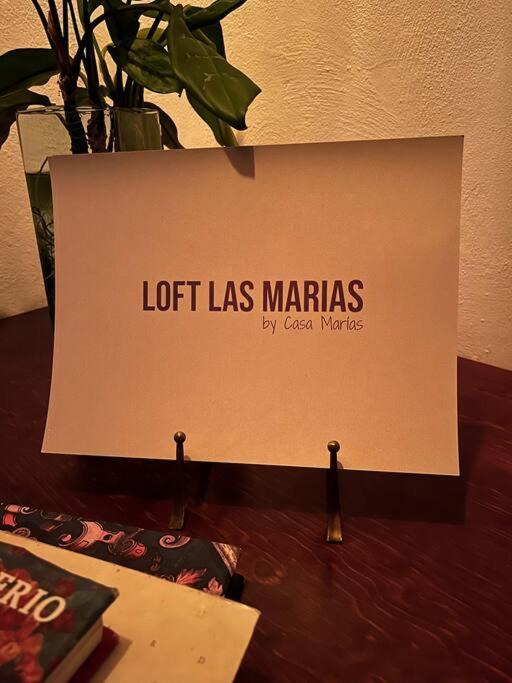 LOFT LAS MARIAS
by Casa Marías
ERIO
R D